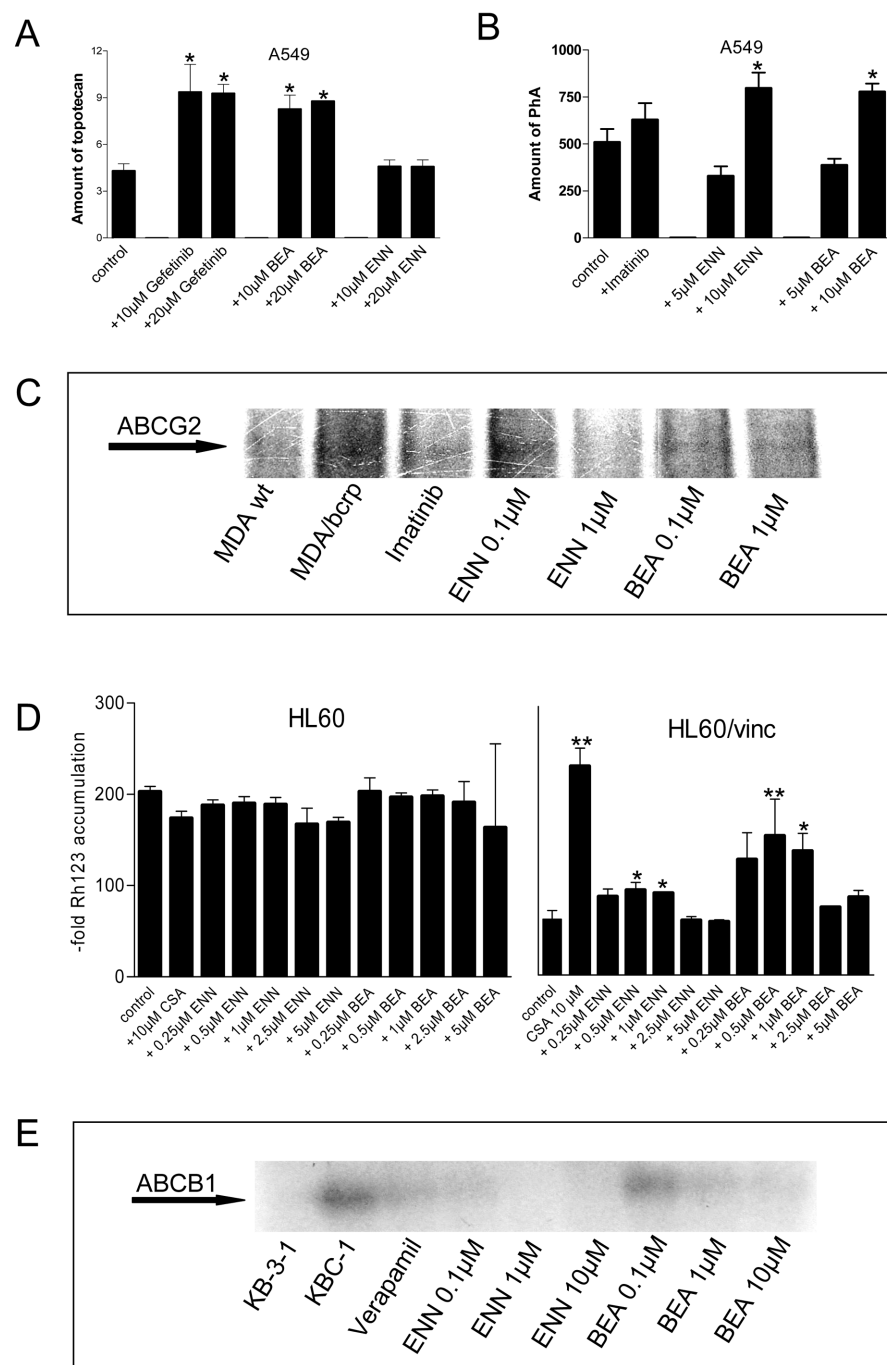 A
A549
Amount of topotecan
12
9
6
3
0
* * * *
control
+10µM Gefetinib
+20µM Gefetinib
+10µM BEA
+20µM BEA
+10µM ENN
+20µM ENN
B
A549
Amount of PhA
1000
750
500
250
0
* *
control
+Imatinib
+ 5µM ENN
+ 10µM ENN
+ 5µM BEA
+ 10µM BEA
C
ABCG2
MDA wt
MDA/bcrp
Imatinib
ENN 0.1µM
ENN 1µM
BEA 0.1µM
BEA 1µM
D
HL60
-fold Rh123 accumulation
300
200
100
0
control
+10µM CSA
+ 0.25µM ENN
+ 0.5µM ENN
+ 1µM ENN
+ 2,5µM ENN
+ 5µM ENN
+ 0.25µM BEA
+ 0.5µM BEA
+ 1µM BEA
+ 2.5µM BEA
+ 5µM BEA
HL60/vinc
** * * ** *
control
CSA 10 µM
+ 0.25µM ENN
+ 0.5µM ENN
+ 1µM ENN
+ 2,5µM ENN
+ 5µM ENN
+ 0.25µM BEA
+ 0.5µM BEA
+ 1µM BEA
+ 2.5µM BEA
+ 5µM BEA
E
ABCB1
KB-3-1
KBC-1
Verapamil
ENN 0.1µM
ENN 1µM
ENN 10µM
BEA 0.1µM
BEA 1µM
BEA 10µM